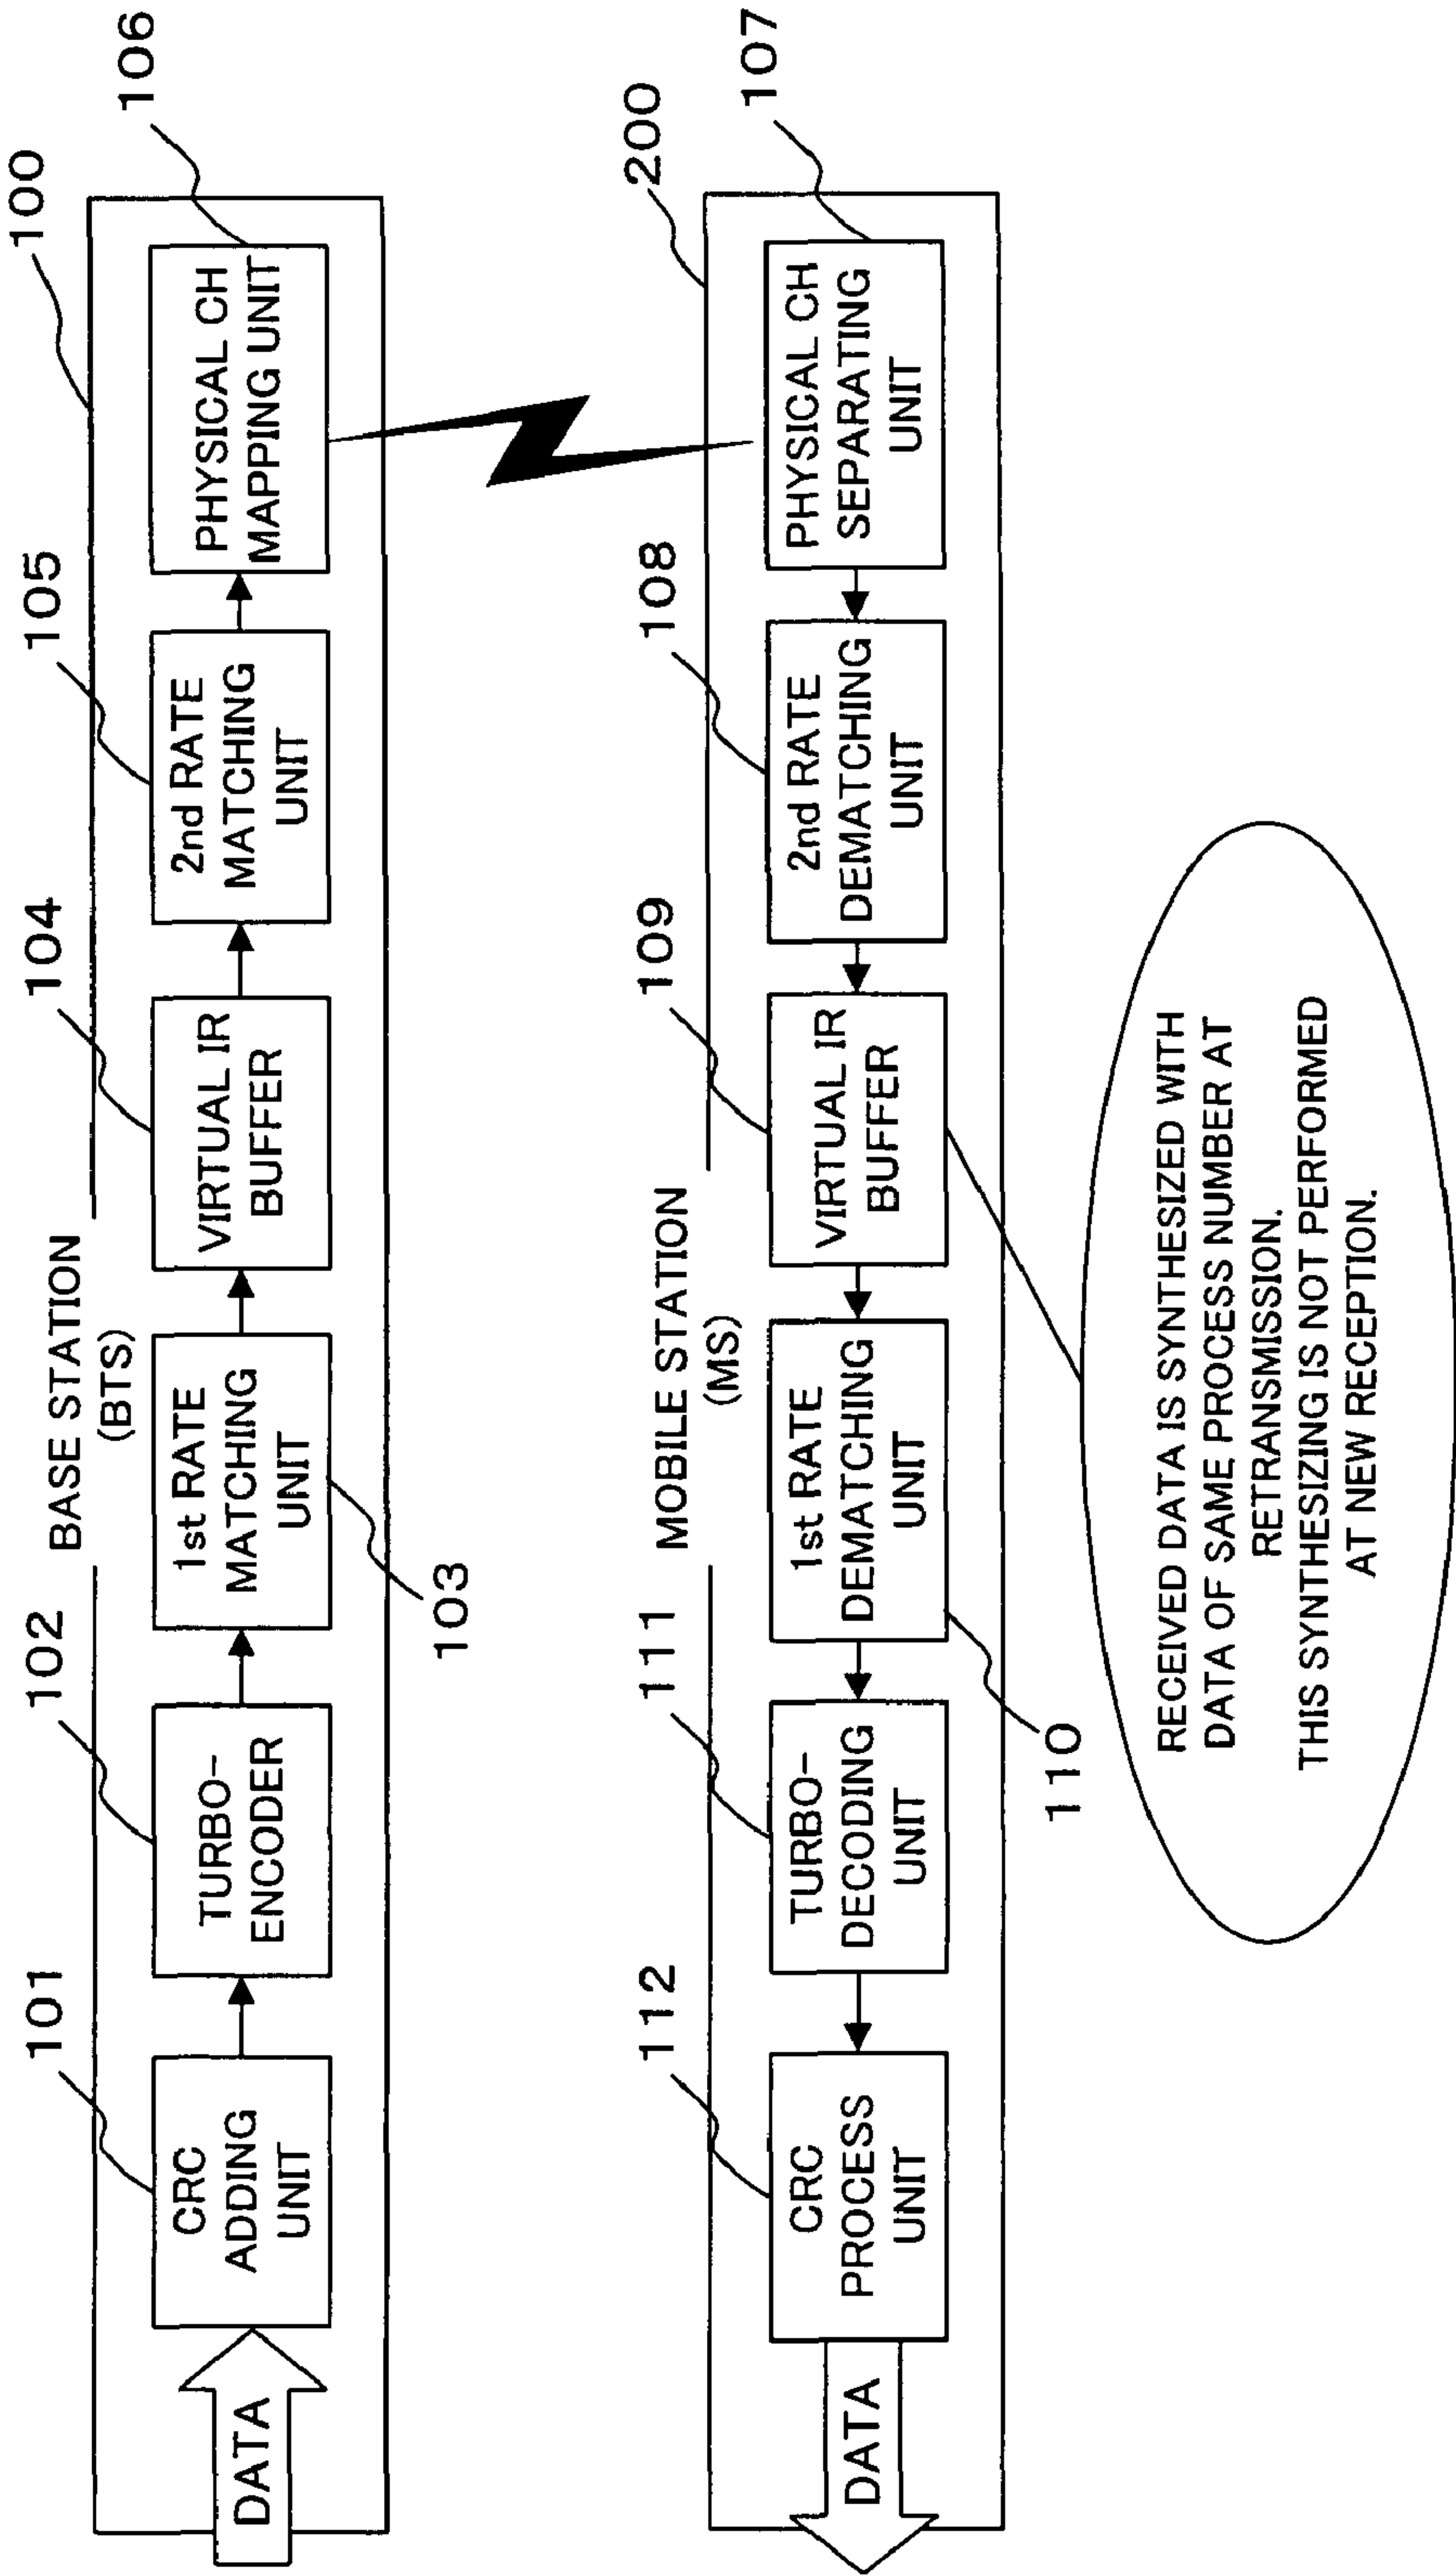 100
BASE STATION
(BTS)
101
102
104
105
106
DATA
CRC
ADDING
UNIT
TURBO-
ENCODER
1st RATE
MATCHING
UNIT
VIRTUAL IR
BUFFER
2nd RATE
MATCHING
UNIT
PHYSICAL CH
MAPPING UNIT
103
200
MOBILE STATION
(MS)
112
111
109
108
107
DATA
CRC
PROCESS
UNIT
TURBO-
DECODING
UNIT
1st RATE
DEMATCHING
UNIT
VIRTUAL IR
BUFFER
2nd RATE
DEMATCHING
UNIT
PHYSICAL CH
SEPARATING
UNIT
110
RECEIVED DATA IS SYNTHESIZED WITH
DATA OF SAME PROCESS NUMBER AT
RETRANSMISSION.
THIS SYNTHESIZING IS NOT PERFORMED
AT NEW RECEPTION.